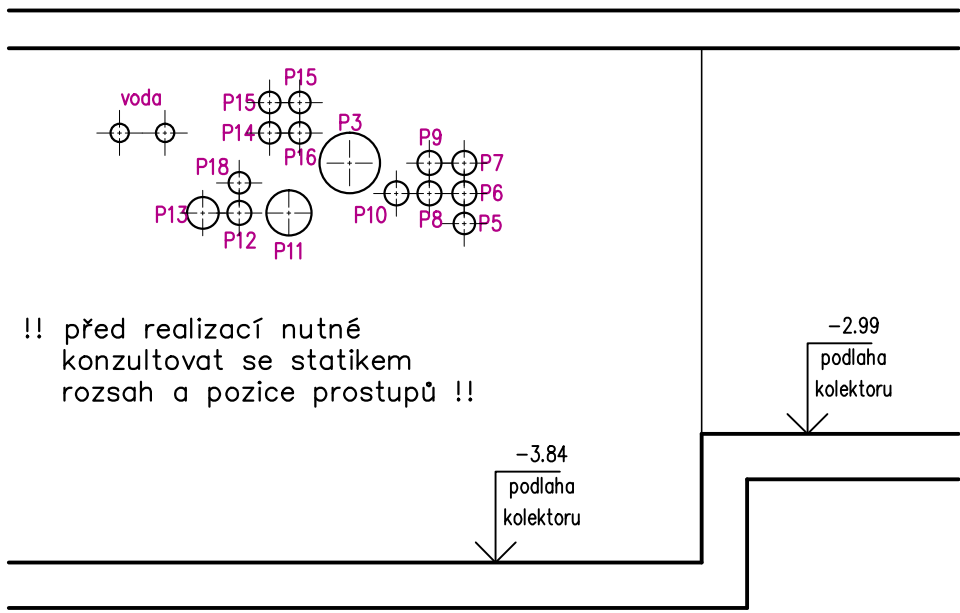 P15
voda
P15
P14
P3
P16
P9
P7
P18
P10
P8
P6
P13
P12
P11
P5
!! před realizací nutné
konzultovat se statikem
rozsah a pozice prostupů !!
-2.99
podlaha
kolektoru
-3.84
podlaha
kolektoru